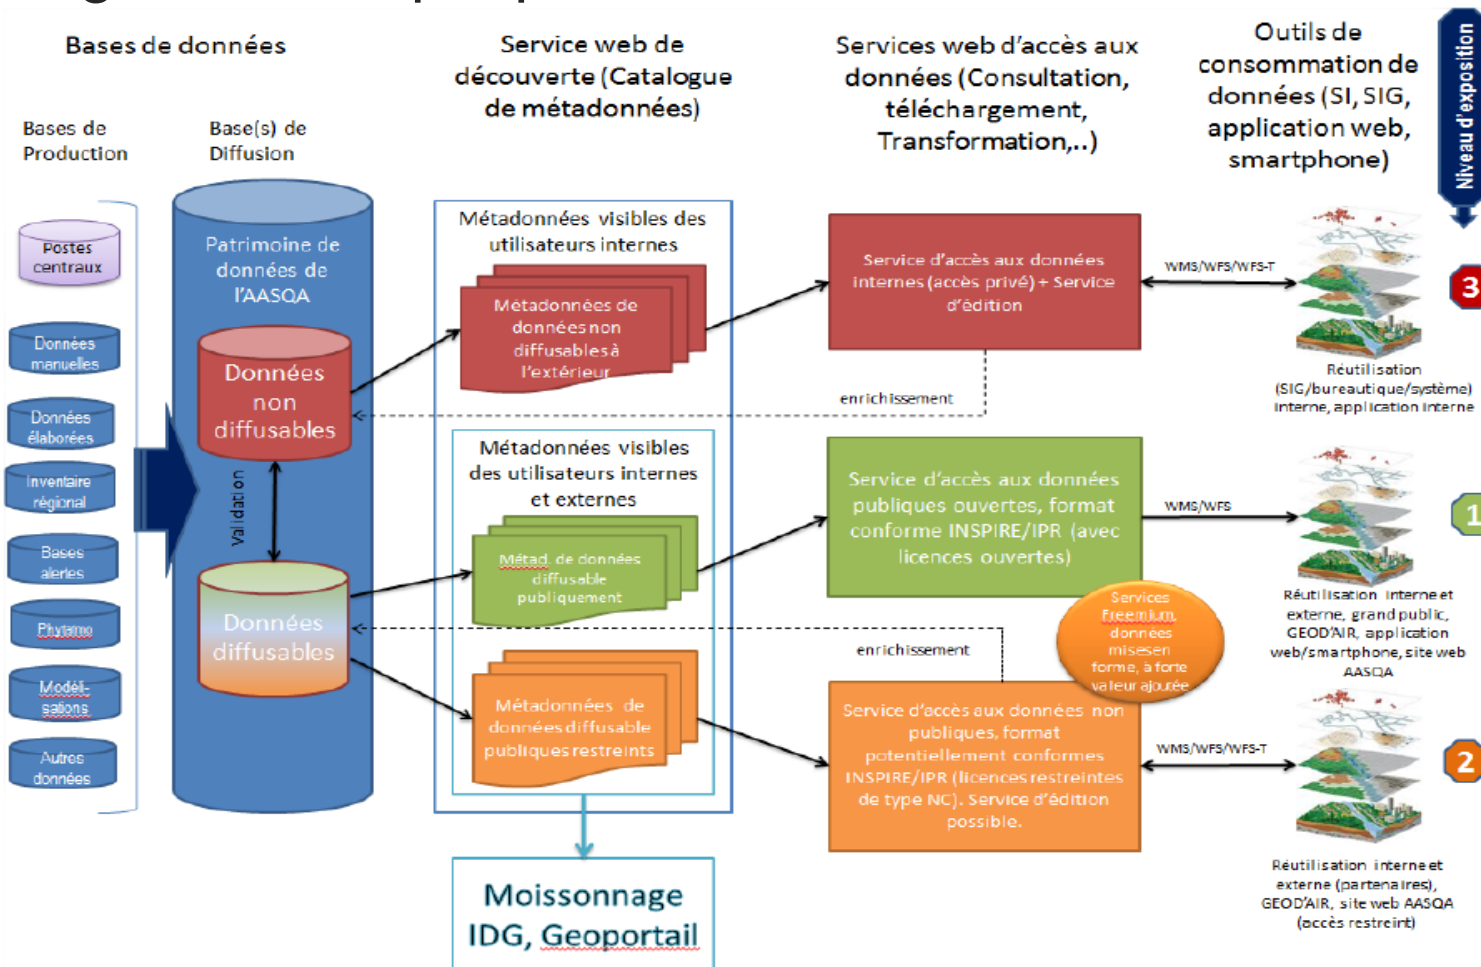 Bases de données
Service web de
découverte (Catalogue
de métadonnées)
Services web d'accès aux
données (Consultation,
téléchargement,
Transformation,..)
Outils de
consommation de
données (SI, SIG,
application web,
smartphone)
Niveau d'exposition
Bases de
Production
Base(s) de
Diffusion
Postes
centraux
Données
manuelles
Données
élaborées
Inventaire
régional
Bases
alertes
Phytamo
Modéli-
sations
Autres
données
Patrimoine de
données de
l'AASQA
Données
non
diffusables
Validation
Données
diffusables
Métadonnées visibles des
utilisateurs internes
Métadonnées de
données non
diffusables à
l'extérieur
Métadonnées visibles
des utilisateurs internes
et externes
Métad. de données
diffusable
publiquement
Métadonnées de
données diffusable
publiques restreints
Moissonnage
IDG, Geoportail
Service d'accès aux données
internes (accès privé) + Service
d'édition
enrichissement
Service d'accès aux données
publiques ouvertes, format
conforme INSPIRE/IPR (avec
licences ouvertes)
Services
Freemium,
données
mises en
forme, à forte
valeur ajoutée
enrichissement
Service d'accès aux données non
publiques, format
potentiellement conformes
INSPIRE/IPR (licences restreintes
de type NC). Service d'édition
possible.
WMS/WFS/WFS-T
3
Réutilisation
(SIG/bureautique/système)
interne, application interne
WMS/WFS
1
Réutilisation interne et
externe, grand public,
GEOD'AIR, application
web/smartphone, site web
AASQA
WMS/WFS/WFS-T
2
Réutilisation interne et
externe (partenaires),
GEOD'AIR, site web AASQA
(accès restreint)